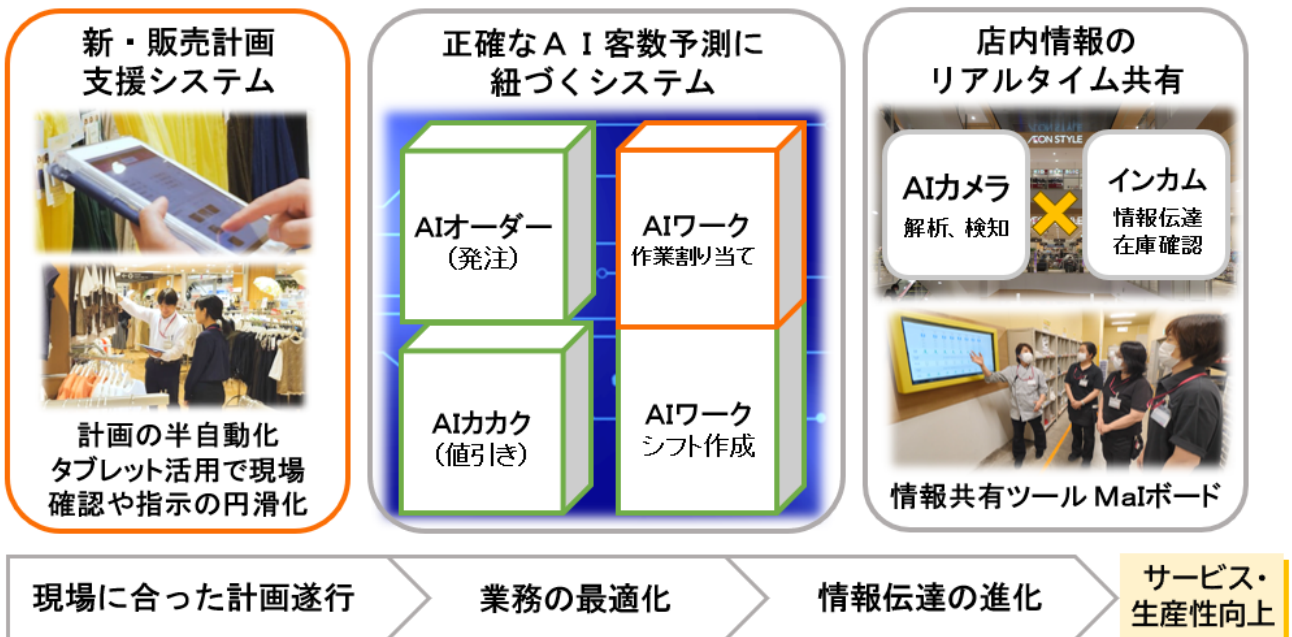 新・販売計画
支援システム
計画の半自動化
タブレット活用で現場
確認や指示の円滑化
正確なＡＩ客数予測に
紐づくシステム
AIオーダー
(発注)
AIワーク
作業割り当て
AIカカク
(値引き)
AIワーク
シフト作成
店内情報の
リアルタイム共有
ÆON STYLE
AIカメラ
解析、検知
インカム
情報伝達
在庫確認
情報共有ツール MaIボード
現場に合った計画遂行
業務の最適化
情報伝達の進化
サービス・
生産性向上